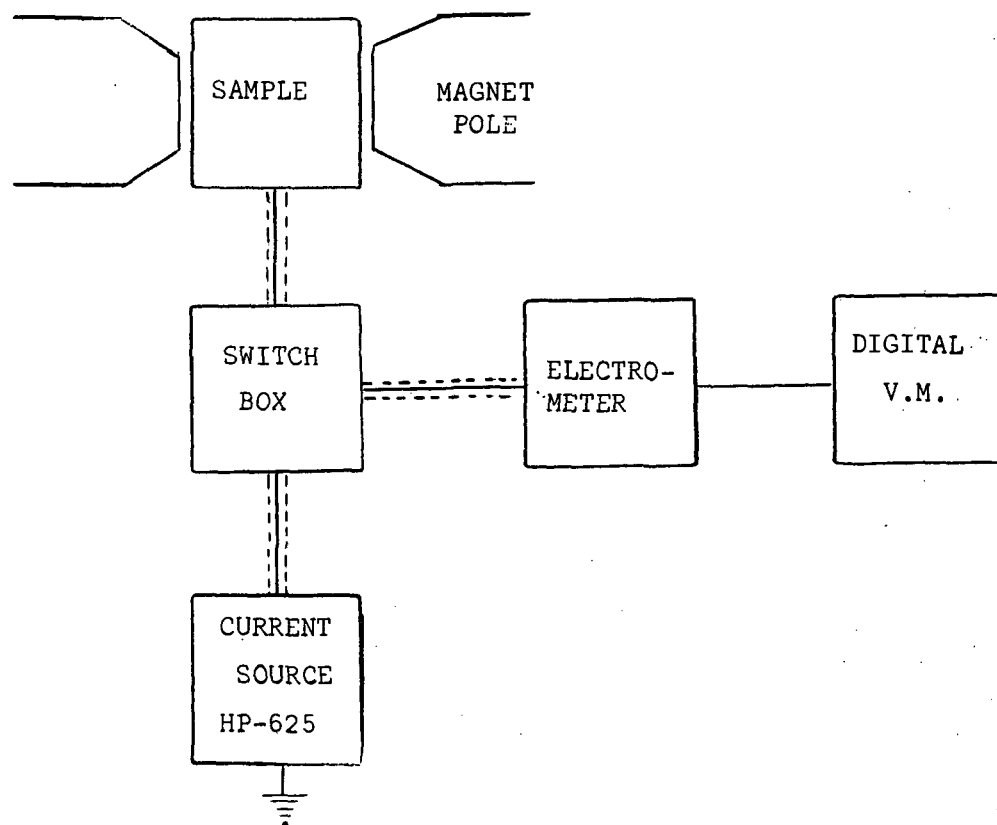 SAMPLE
MAGNET
POLE
SWITCH
BOX
ELECTRO-
METER
DIGITAL
V.M.
CURRENT
SOURCE
HP-625